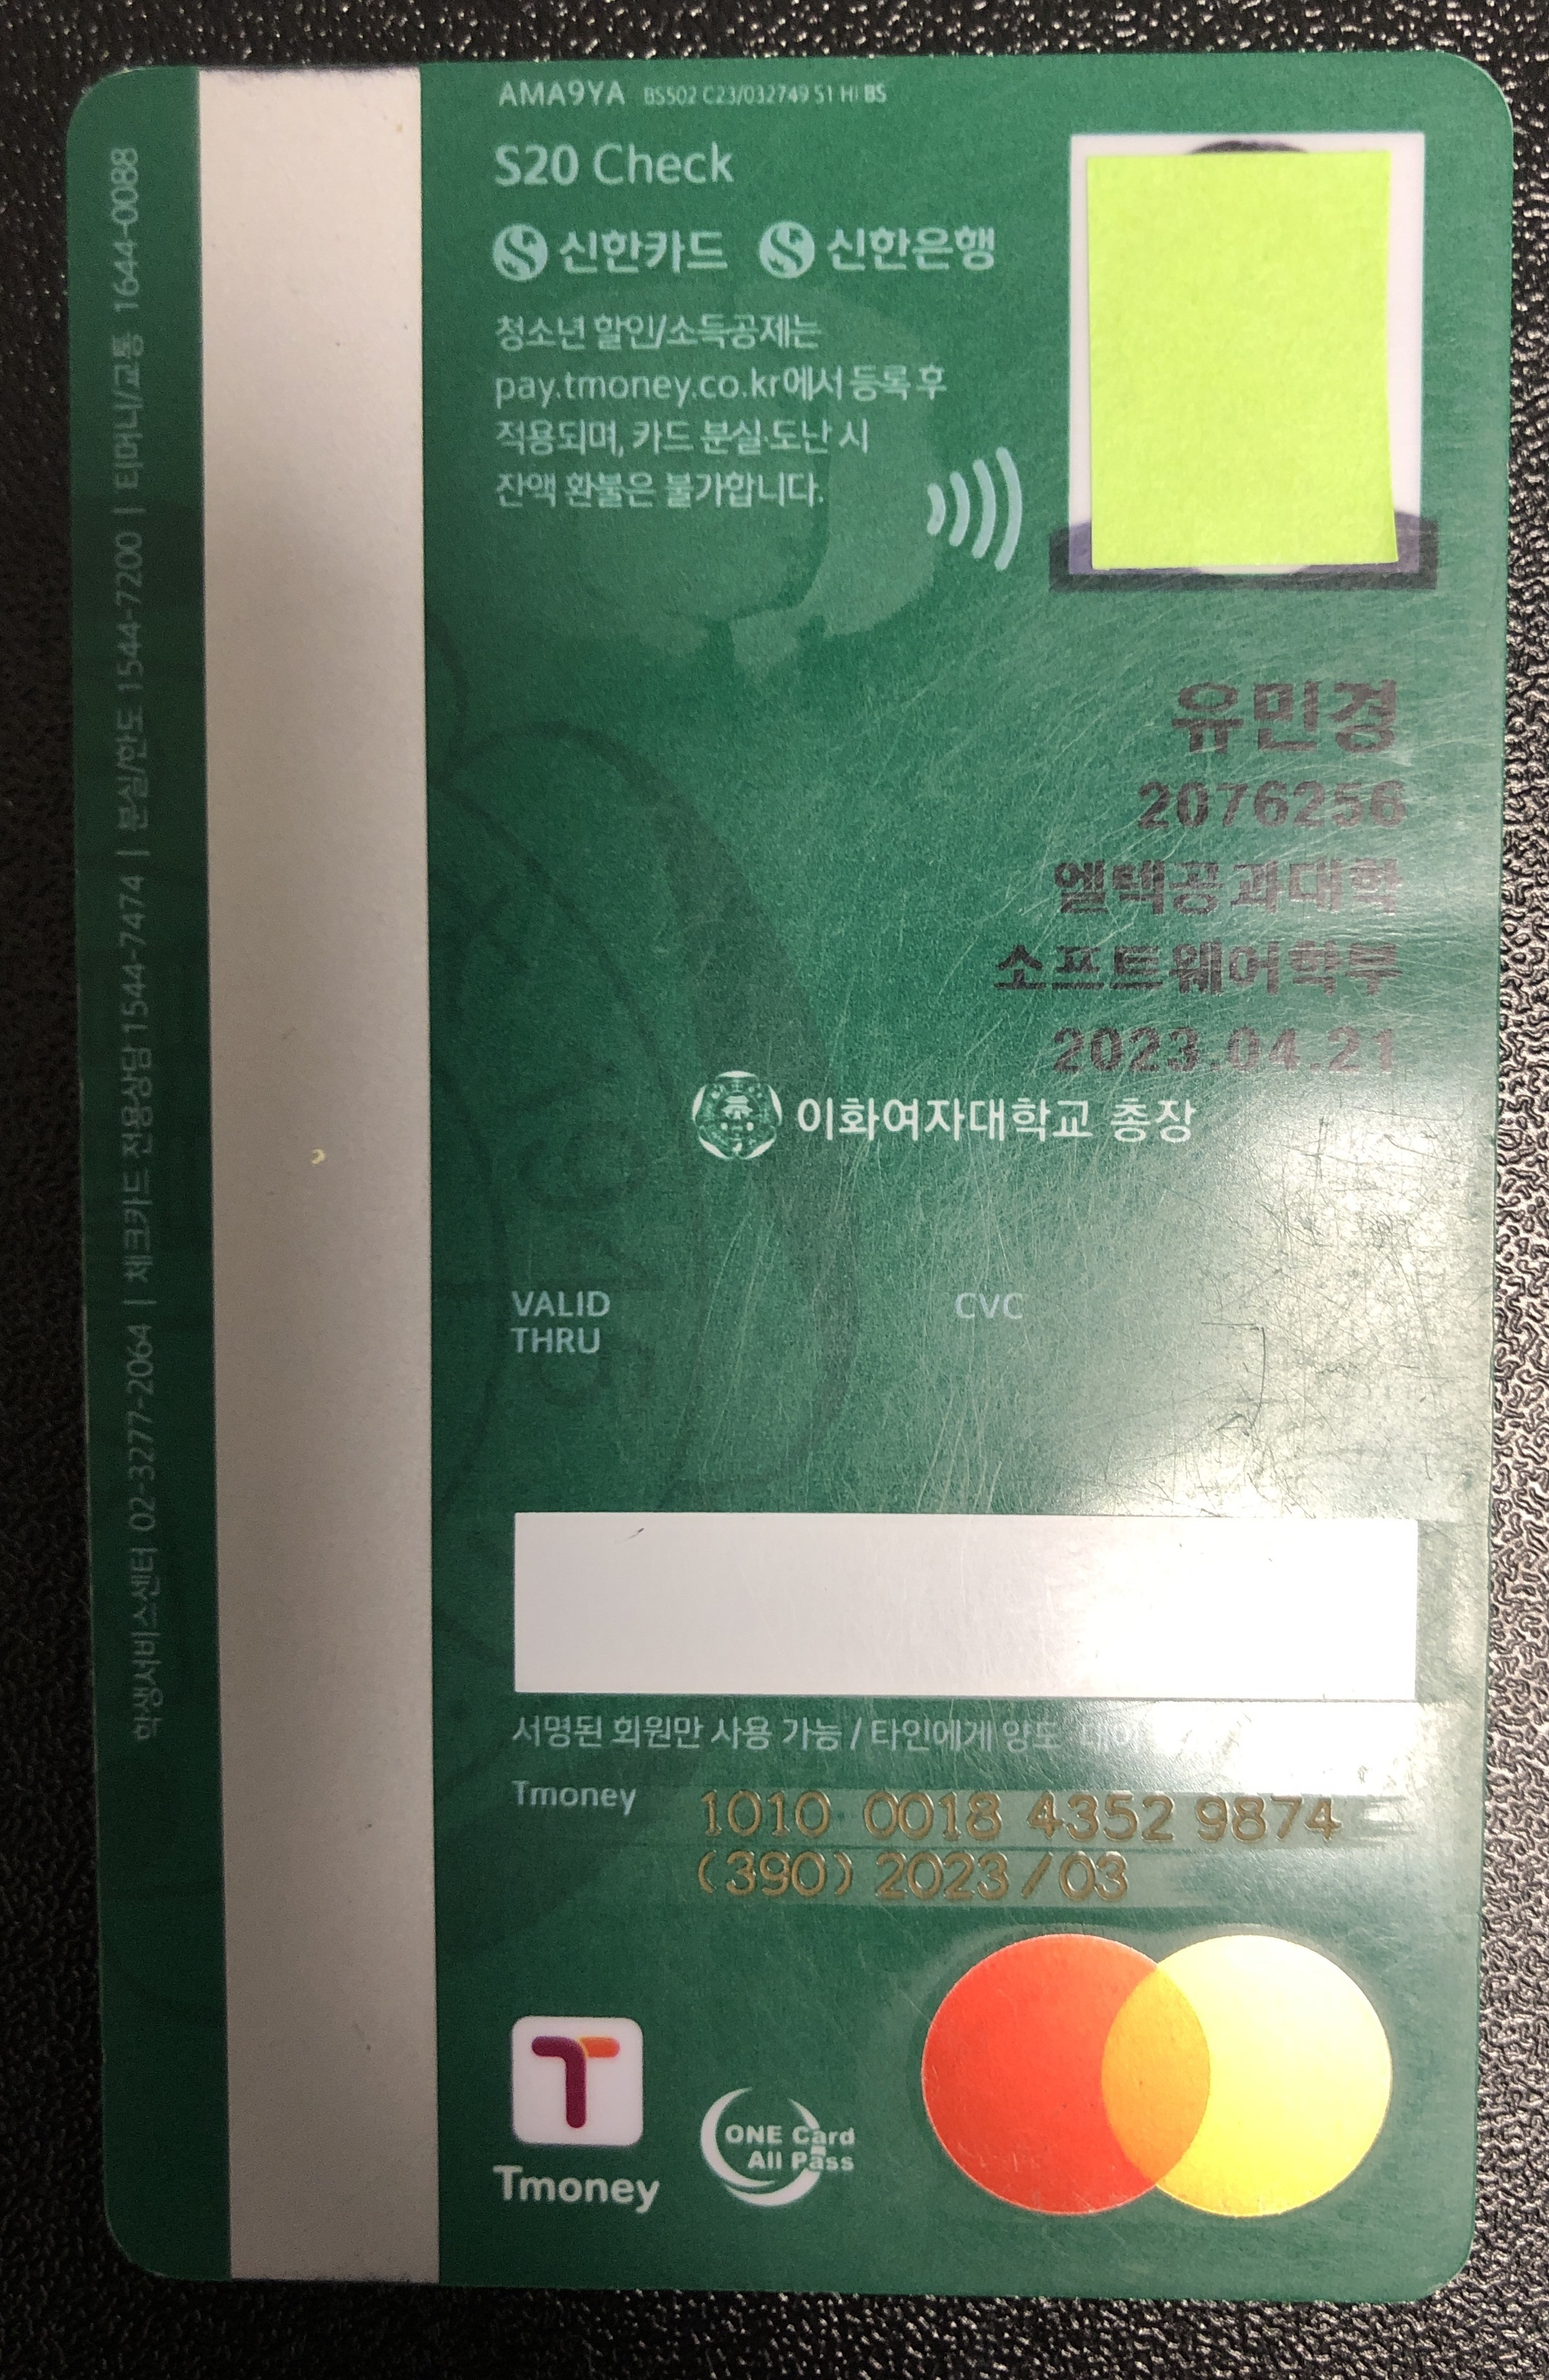 AMA9YA BS502 C23/032749 S1 Hi BS
S20 Check
신한카드 신한은행
청소년 할인/소득공제는
pay.tmoney.co.kr에서 등록 후
적용되며, 카드 분실·도난 시
잔액 환불은 불가합니다.
유민경
2076256
엘텍공과대학
소프트웨어학부
2023.04.21
이화여자대학교 총장
VALID
THRU
CVC
서명된 회원만 사용 가능 / 타인에게 양도
Tmoney 1010 0018 4352 9874
(390) 2023/03
Tmoney
ONE Card
All Pass
학생서비스센터 02-3277-2064 | 체크카드 전용상담 1544-7474 | 분실/한도 1544-7200 | 티머니/교통 1644-0088